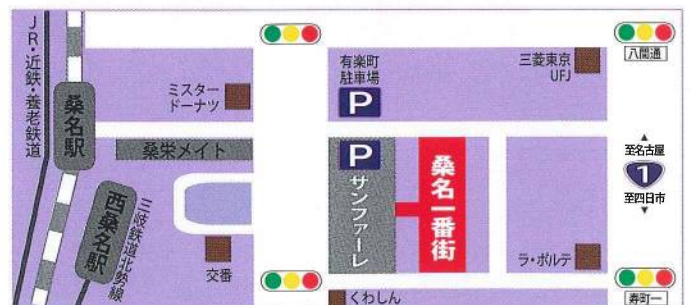 JR・近鉄・養老鉄道
桑名駅
西桑名駅
三岐鉄道北勢線
ミスター
ドーナツ
桑栄メイト
交番
有楽町
駐車場
P
P
サンファーレ
桑名一番街
三菱東京
UFJ
八間通
至名古屋
1
至四日市
ラ・ポルテ
くわしん
寿町一